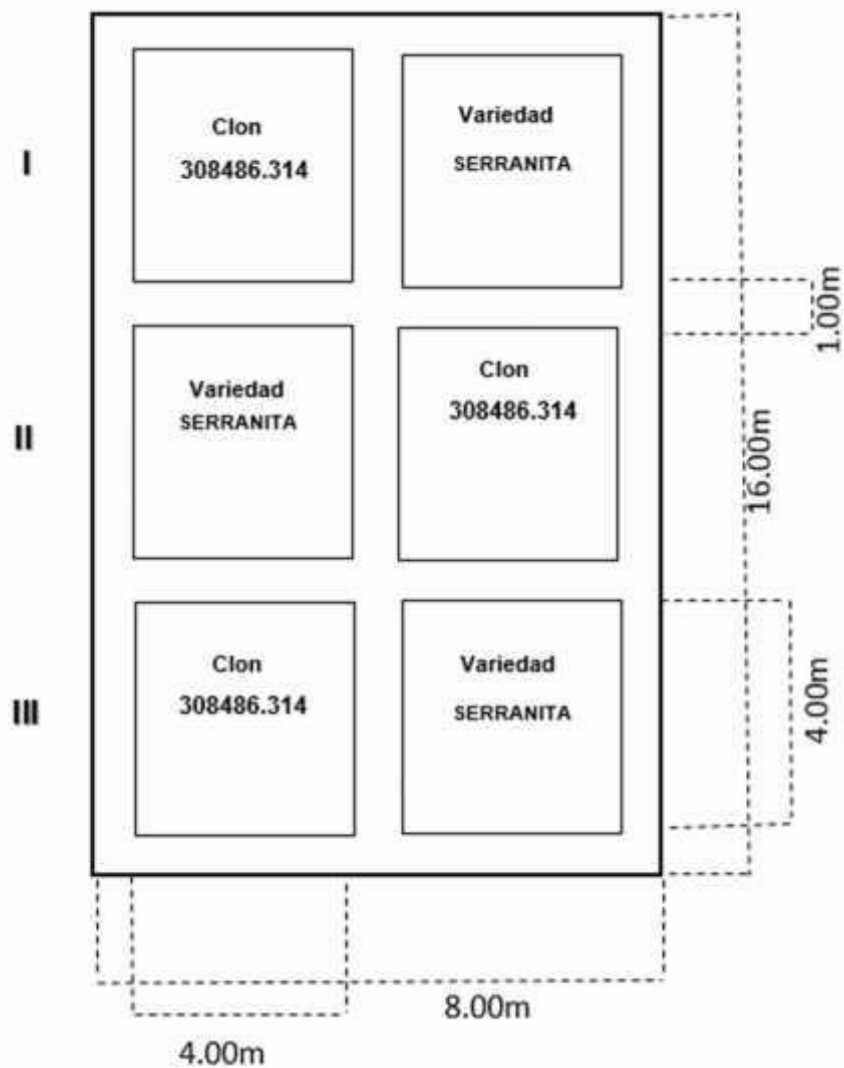 I
Clon
308486.314
Variedad
SERRANITA
1.00m
II
Variedad
SERRANITA
Clon
308486.314
16.00m
III
Clon
308486.314
Variedad
SERRANITA
4.00m
8.00m
4.00m